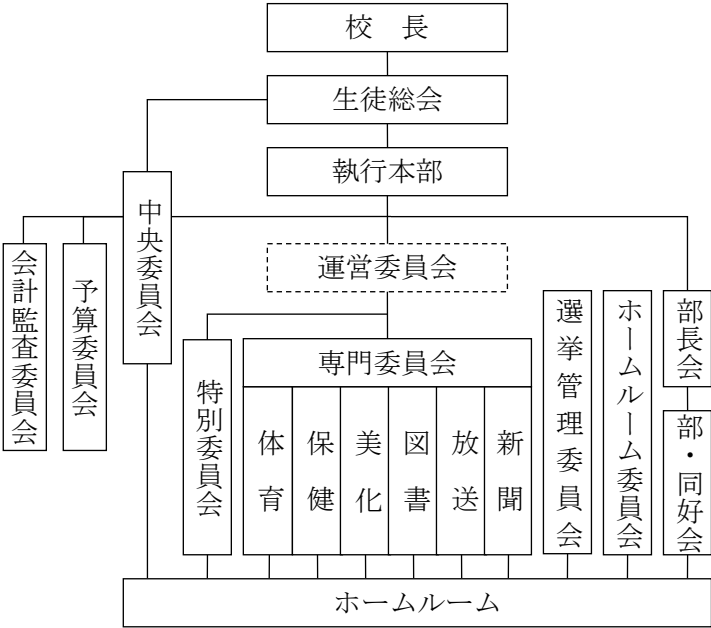 校　長
生徒総会
執行本部
中央委員会
会計監査委員会
予算委員会
運営委員会
特別委員会
専門委員会
体育
保健
美化
図書
放送
新聞
選挙管理委員会
ホームルーム委員会
部長会
部・同好会
ホームルーム